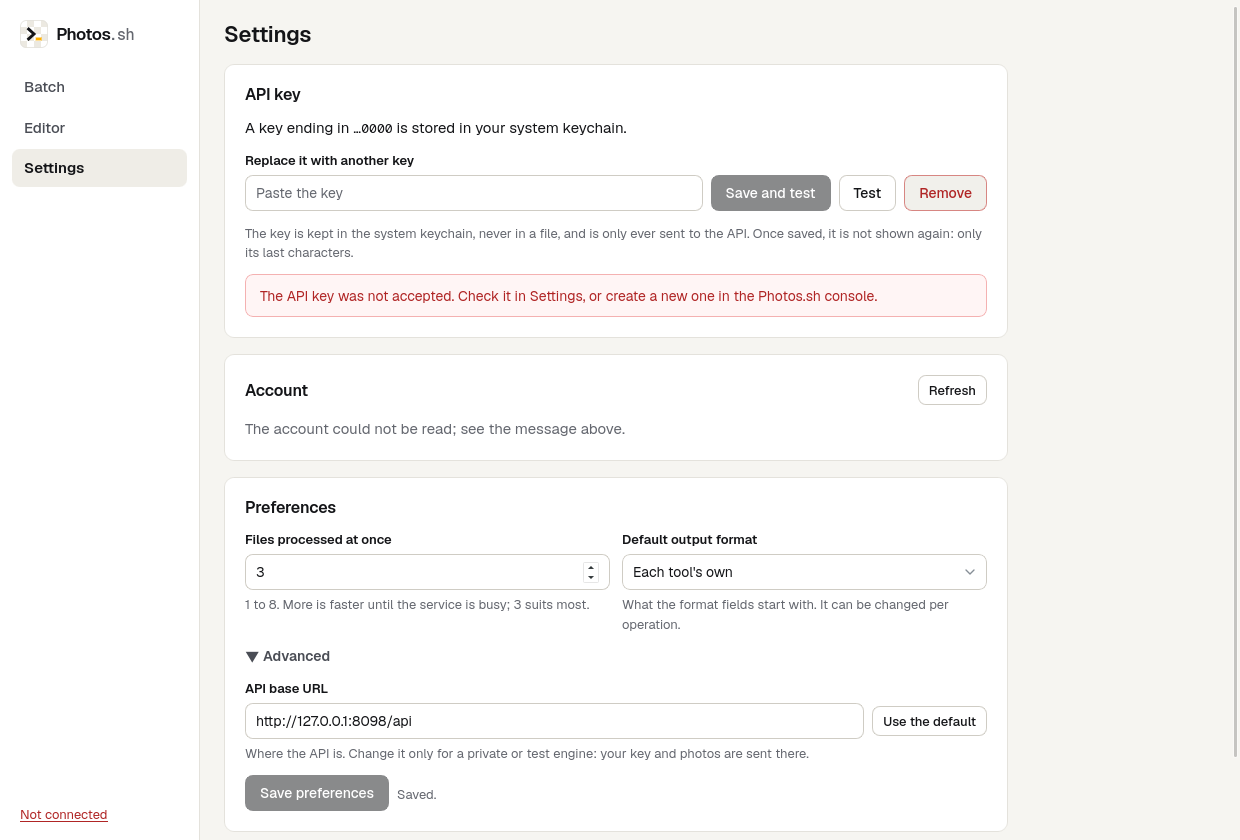 Photos.sh
Batch
Editor
Settings
Not connected
Settings
API key
A key ending in …0000 is stored in your system keychain.
Replace it with another key
Paste the key
Save and test
Test
Remove
The key is kept in the system keychain, never in a file, and is only ever sent to the API. Once saved, it is not shown again: only
its last characters.
The API key was not accepted. Check it in Settings, or create a new one in the Photos.sh console.
Account
Refresh
The account could not be read; see the message above.
Preferences
Files processed at once
3
1 to 8. More is faster until the service is busy; 3 suits most.
Default output format
Each tool's own
What the format fields start with. It can be changed per
operation.
▼ Advanced
API base URL
http://127.0.0.1:8098/api
Use the default
Where the API is. Change it only for a private or test engine: your key and photos are sent there.
Save preferences
Saved.